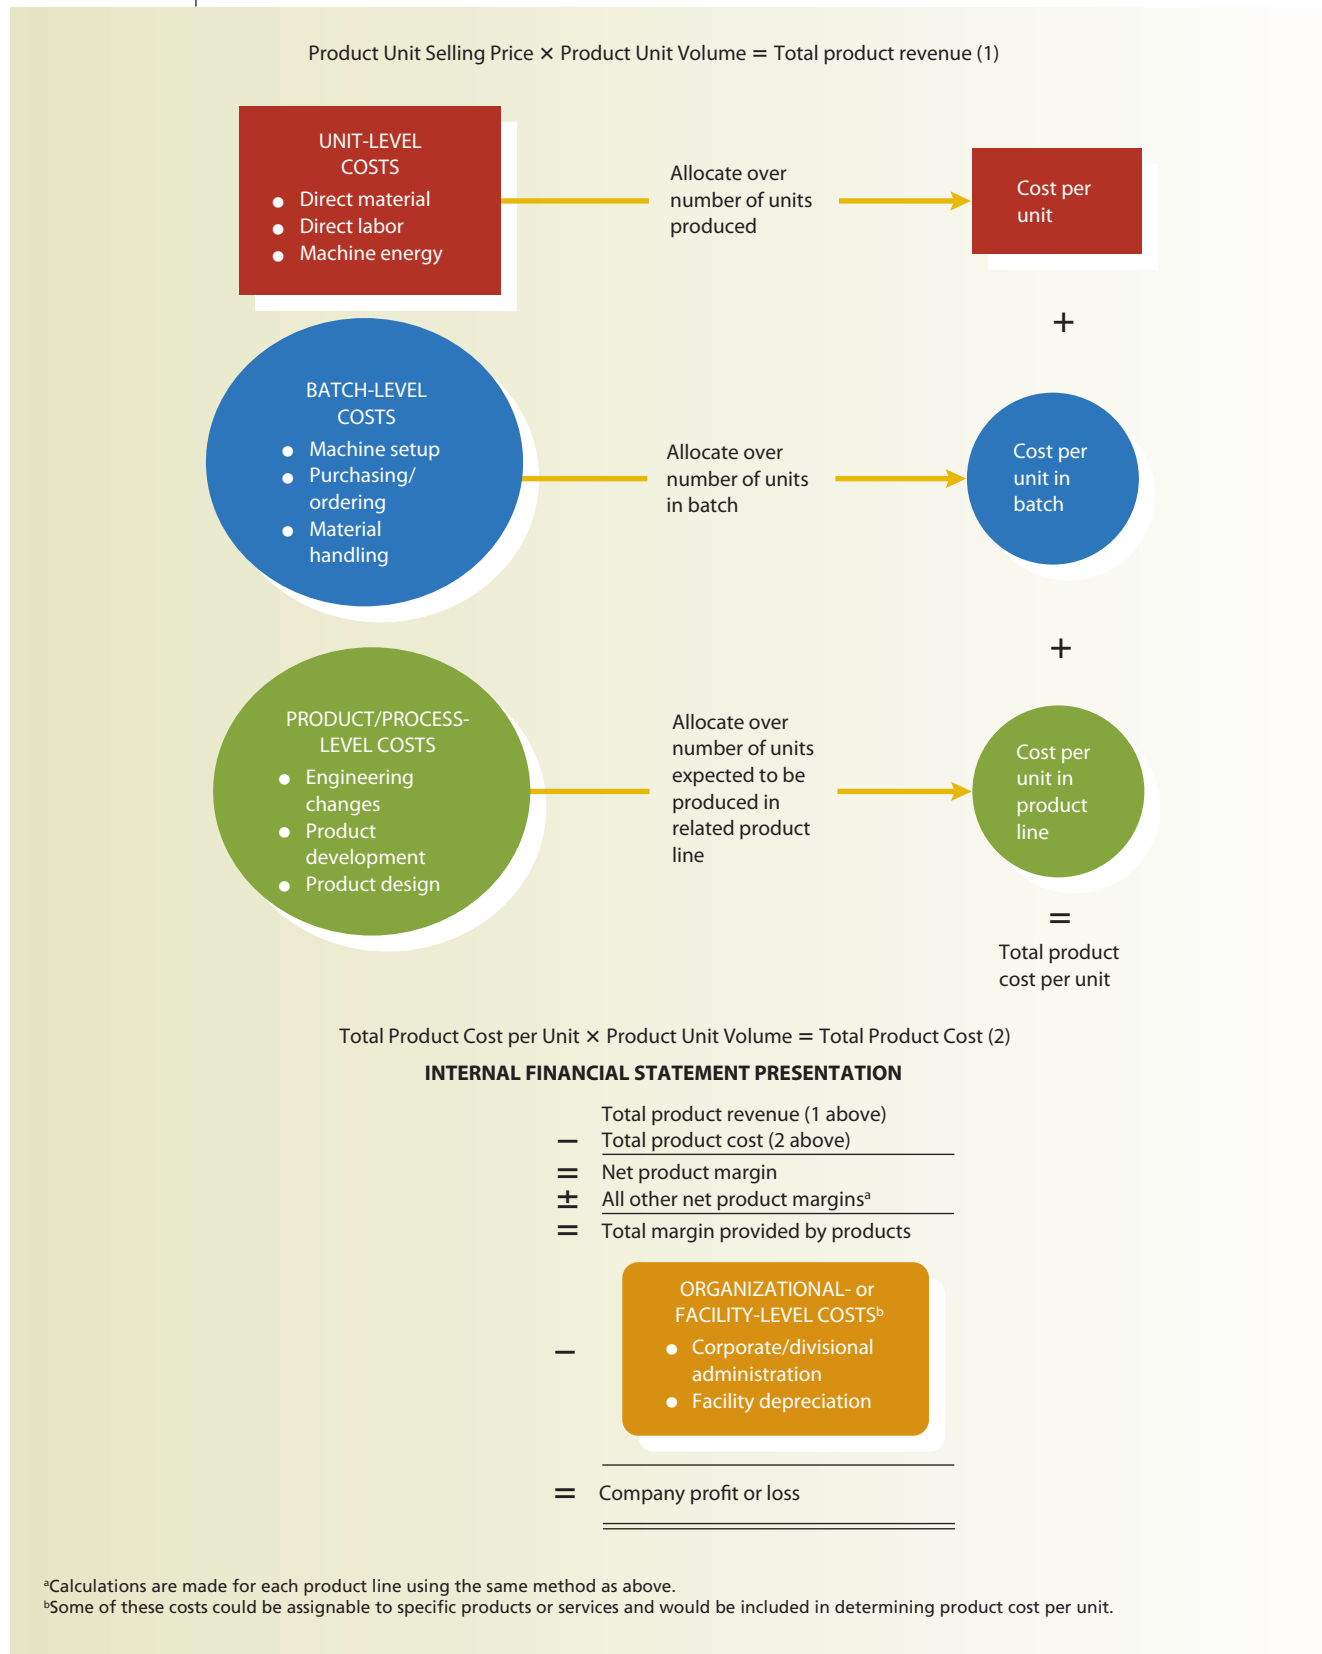 Product Unit Selling Price × Product Unit Volume = Total product revenue (1)
UNIT-LEVEL
COSTS
● Direct material
● Direct labor
● Machine energy
Allocate over
number of units
produced
Cost per
unit
+
BATCH-LEVEL
COSTS
● Machine setup
● Purchasing/
ordering
● Material
handling
Allocate over
number of units
in batch
Cost per
unit in
batch
+
PRODUCT/PROCESS-
LEVEL COSTS
● Engineering
changes
● Product
development
● Product design
Allocate over
number of units
expected to be
produced in
related product
line
Cost per
unit in
product
line
=
Total product
cost per unit
Total Product Cost per Unit × Product Unit Volume = Total Product Cost (2)
INTERNAL FINANCIAL STATEMENT PRESENTATION
Total product revenue (1 above)
− Total product cost (2 above)
= Net product margin
± All other net product marginsᵃ
= Total margin provided by products
ORGANIZATIONAL- or
FACILITY-LEVEL COSTSᵇ
− ● Corporate/divisional
administration
● Facility depreciation
= Company profit or loss
ᵃCalculations are made for each product line using the same method as above.
ᵇSome of these costs could be assignable to specific products or services and would be included in determining product cost per unit.